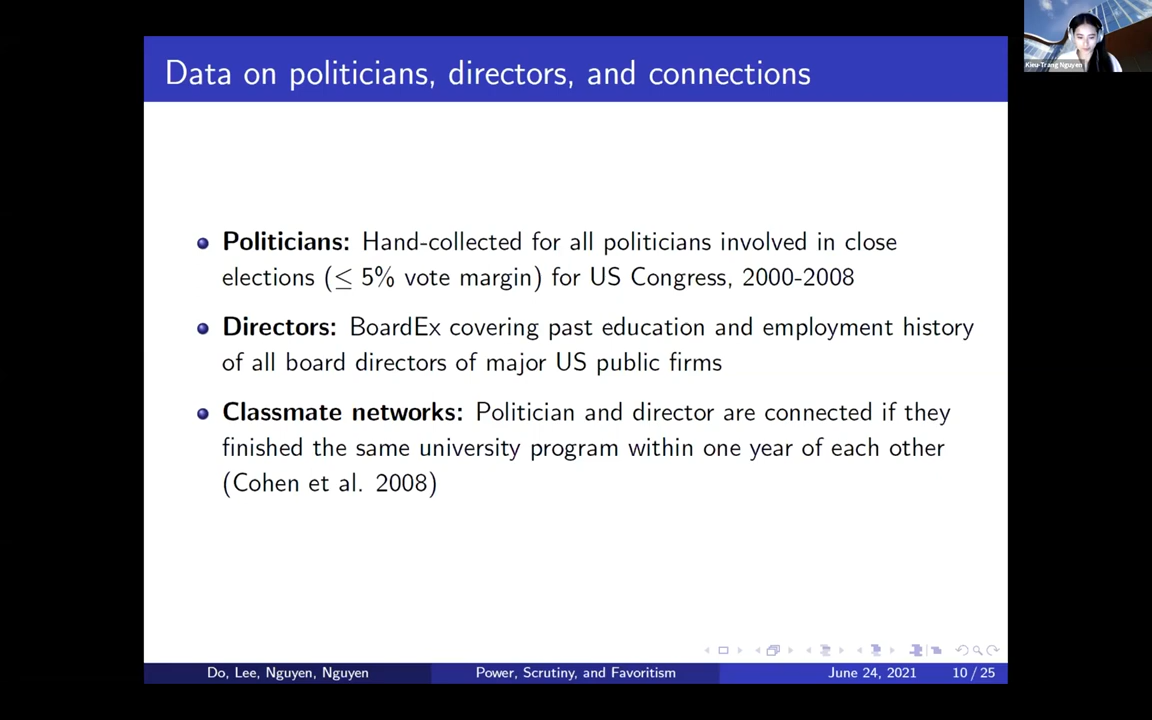 Data on politicians, directors, and connections
Kieu-Trang Nguyen
Politicians: Hand-collected for all politicians involved in close
elections (≤ 5% vote margin) for US Congress, 2000-2008
Directors: BoardEx covering past education and employment history
of all board directors of major US public firms
Classmate networks: Politician and director are connected if they
finished the same university program within one year of each other
(Cohen et al. 2008)
Do, Lee, Nguyen, Nguyen
Power, Scrutiny, and Favoritism
June 24, 2021
10 / 25